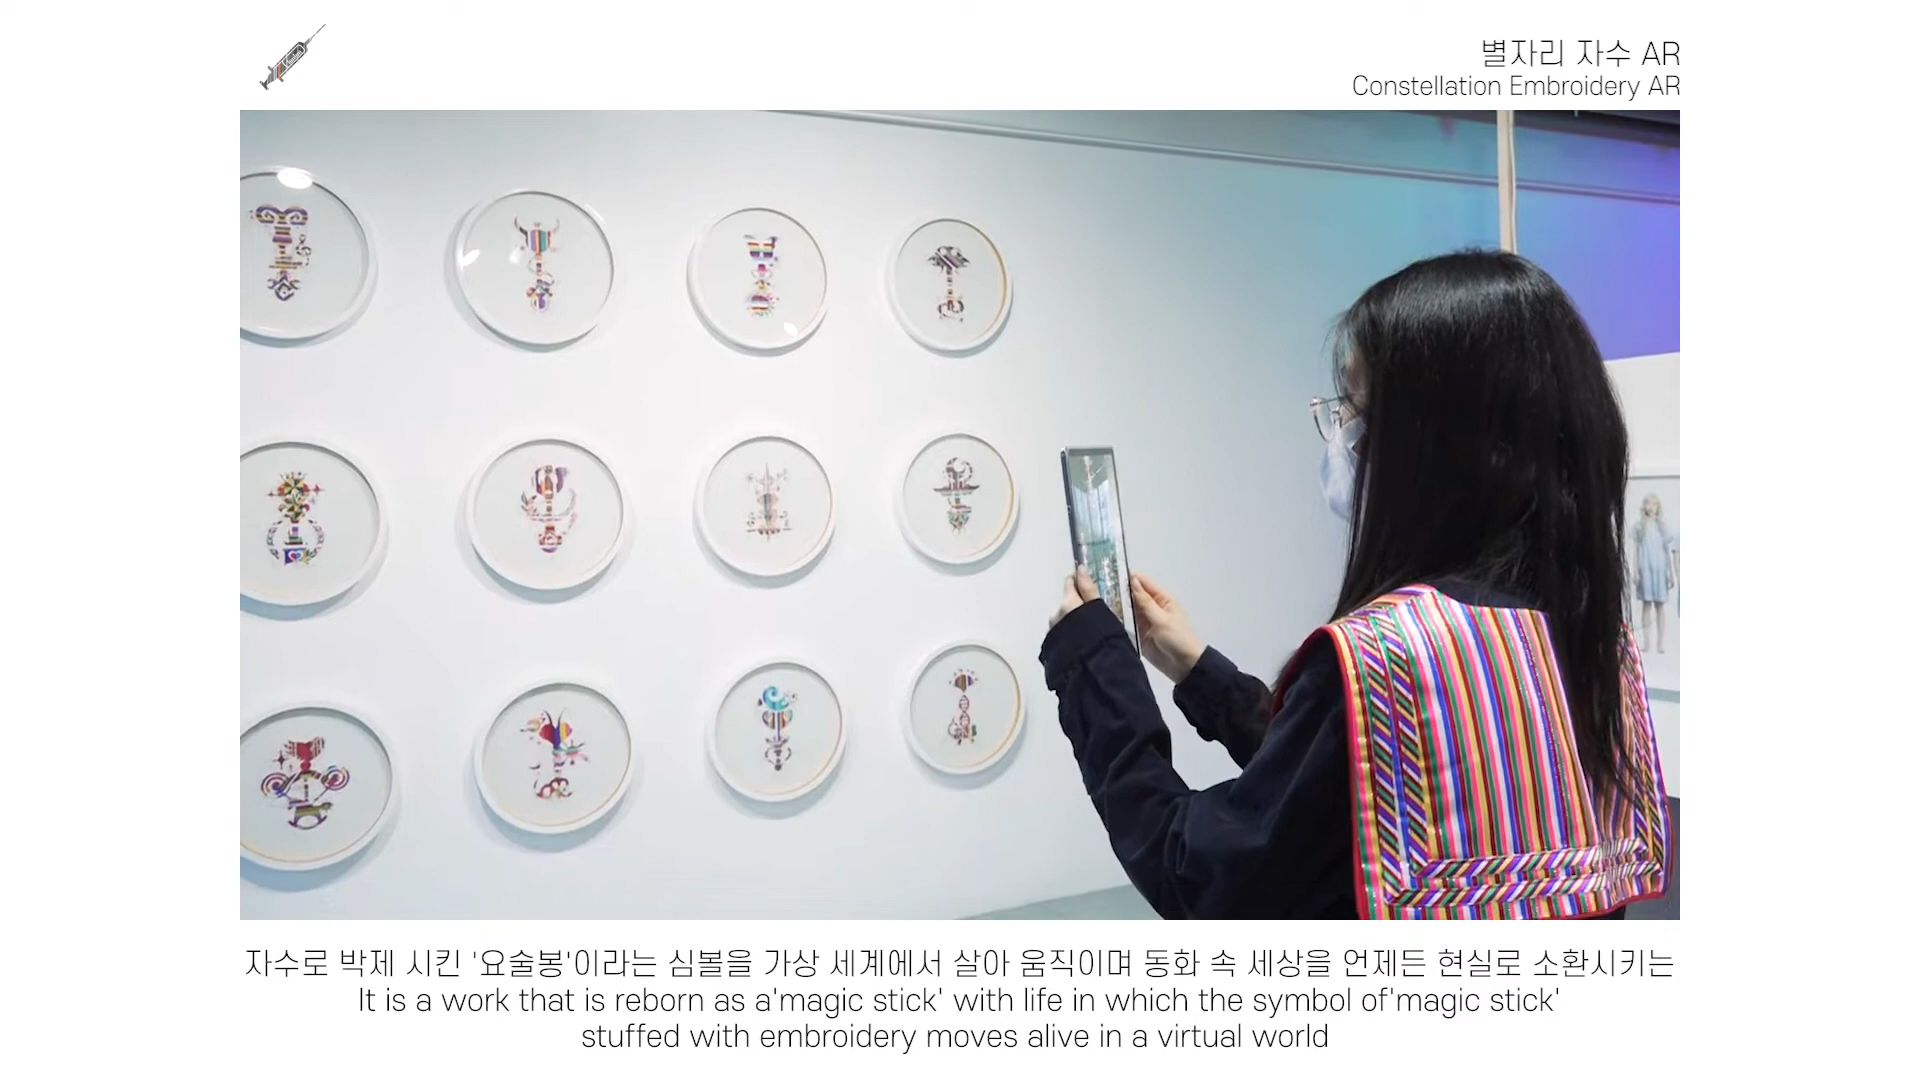 별자리 자수 AR
Constellation Embroidery AR
자수로 박제 시킨 '요술봉'이라는 심볼을 가상 세계에서 살아 움직이며 동화 속 세상을 언제든 현실로 소환시키는
It is a work that is reborn as a'magic stick' with life in which the symbol of'magic stick'
stuffed with embroidery moves alive in a virtual world